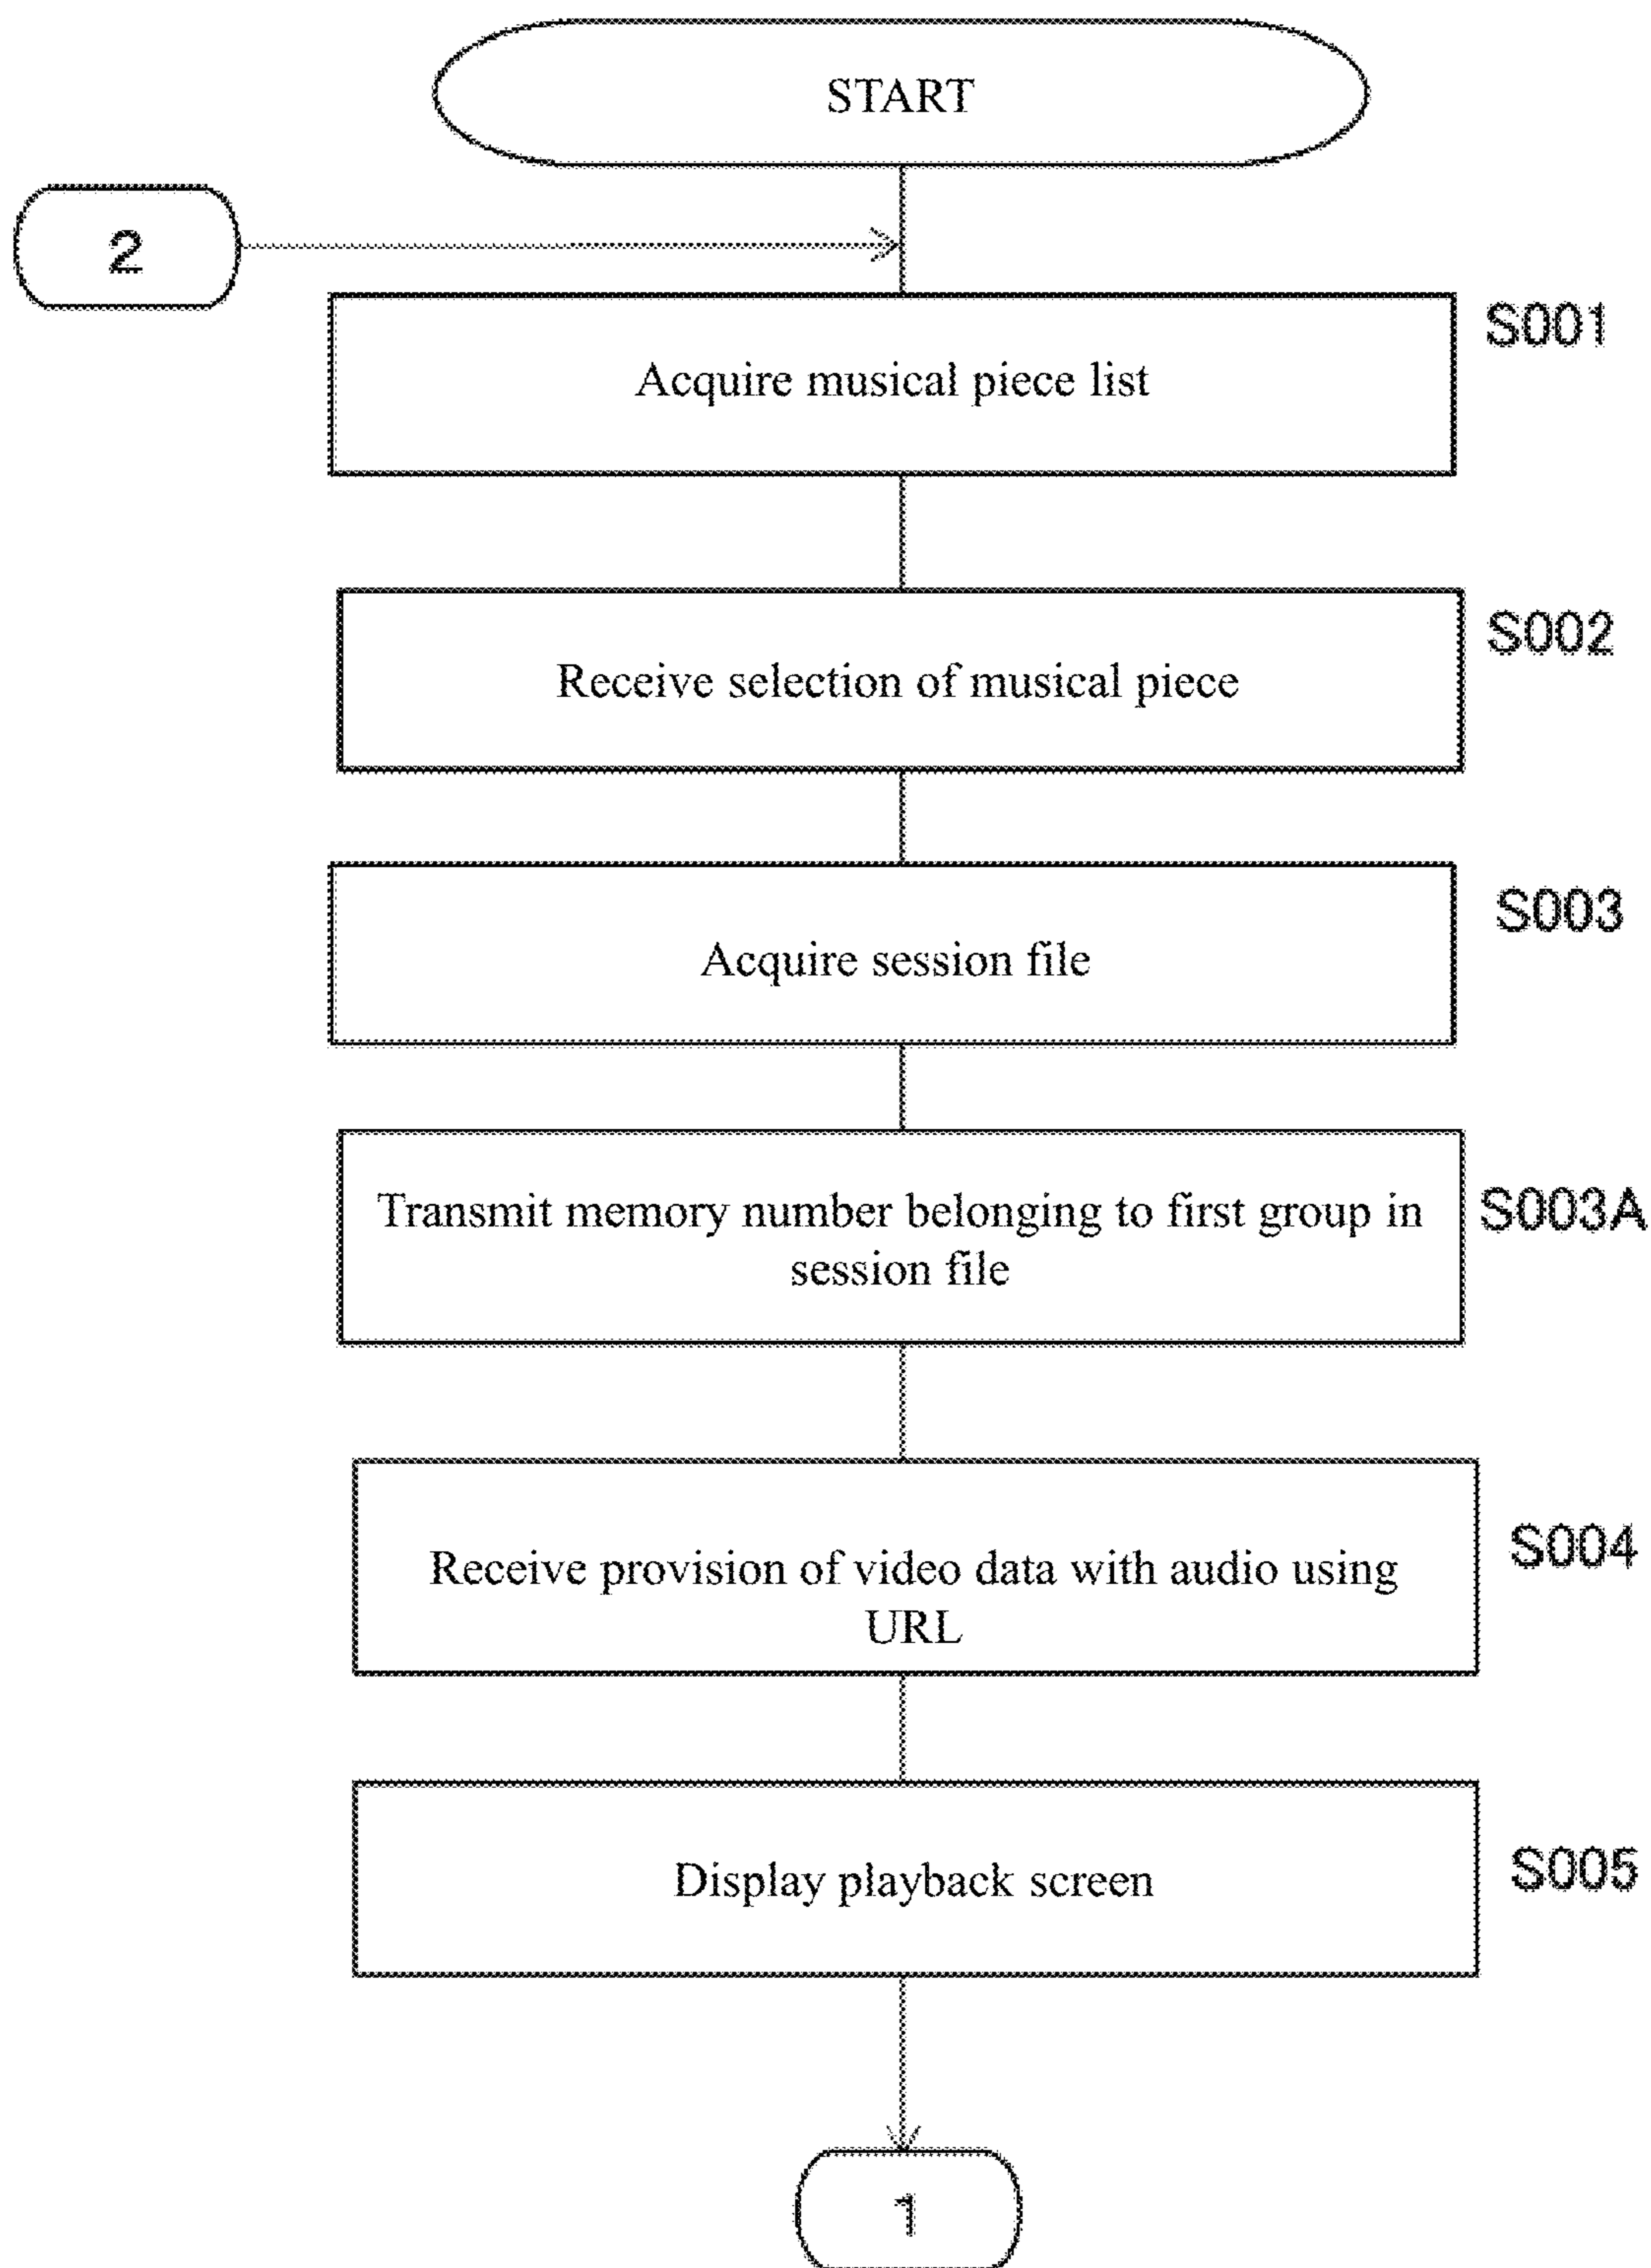 START
2
S001
Acquire musical piece list
S002
Receive selection of musical piece
S003
Acquire session file
S003A
Transmit memory number belonging to first group in
session file
S004
Receive provision of video data with audio using
URL
S005
Display playback screen
1